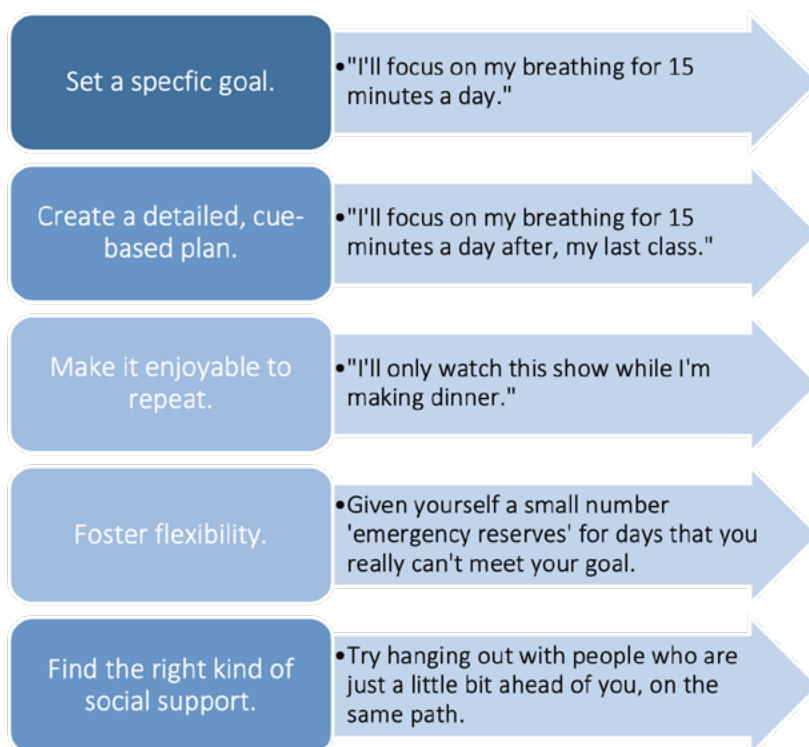 Set a specfic goal.
•"I'll focus on my breathing for 15
minutes a day."
Create a detailed, cue-
based plan.
•"I'll focus on my breathing for 15
minutes a day after, my last class."
Make it enjoyable to
repeat.
•"I'll only watch this show while I'm
making dinner."
Foster flexibility.
•Given yourself a small number
'emergency reserves' for days that you
really can't meet your goal.
Find the right kind of
social support.
•Try hanging out with people who are
just a little bit ahead of you, on the
same path.